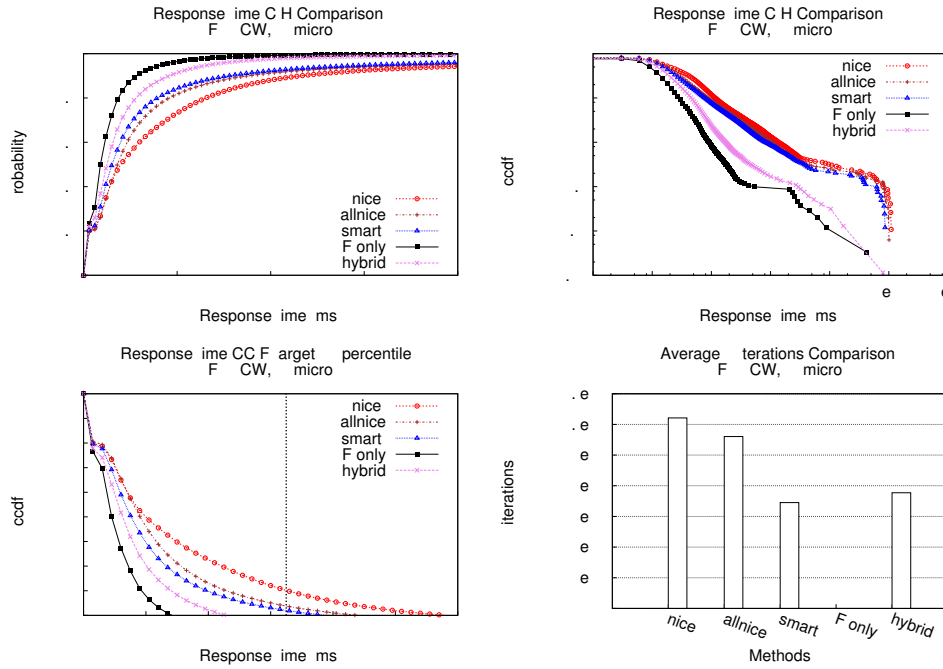 Response ime C H Comparison
F CW, micro
robability
.
.
.
nice
allnice
smart
F only
hybrid
Response ime ms
Response ime C H Comparison
F CW, micro
ccdf
.
.
nice
allnice
smart
F only
hybrid
e
e
Response ime ms
Response ime CC F arget percentile
F CW, micro
ccdf
nice
allnice
smart
F only
hybrid
Response ime ms
Average terations Comparison
F CW, micro
iterations
. e
. e
e
e
e
e
e
nice
allnice
smart
F only
hybrid
Methods